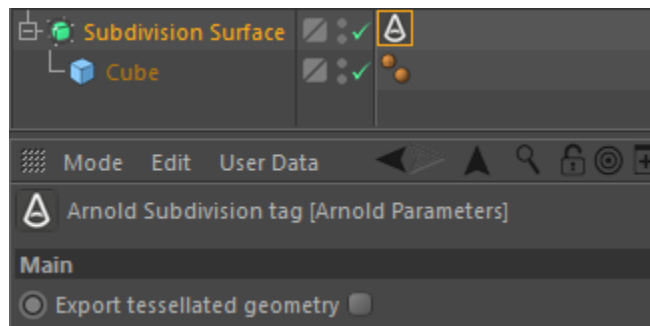 Subdivision Surface
Cube
Mode Edit User Data
Arnold Subdivision tag [Arnold Parameters]
Main
Export tessellated geometry